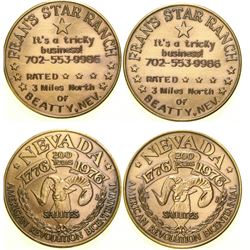 FRAN'S STAR RANCH
It's a tricky
business!
702-553-9986
RATED ☆ ☆ ☆
3 Miles North
of
BEATTY, NEV.
FRAN'S STAR RANCH
It's a tricky
business!
702-553-9986
RATED ☆ ☆ ☆
3 Miles North
of
BEATTY, NEV.
NEVADA
200
YEARS
1776 1976
SALUTES
AMERICAN REVOLUTION BICENTENNIAL
NEVADA
200
YEARS
1776 1976
SALUTES
AMERICAN REVOLUTION BICENTENNIAL